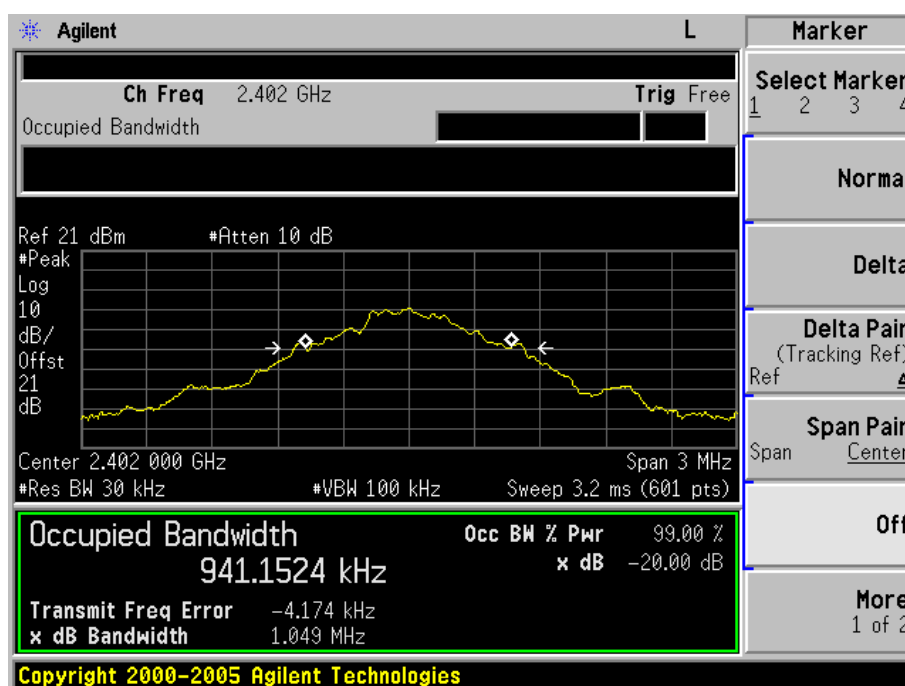 Agilent L
Ch Freq 2.402 GHz Trig Free
Occupied Bandwidth
Ref 21 dBm #Atten 10 dB
#Peak
Log
10
dB/
Offst
21
dB
Center 2.402 000 GHz Span 3 MHz
#Res BW 30 kHz #VBW 100 kHz Sweep 3.2 ms (601 pts)
Occupied Bandwidth
941.1524 kHz
Occ BW % Pwr 99.00 %
x dB -20.00 dB
Transmit Freq Error -4.174 kHz
x dB Bandwidth 1.049 MHz
Copyright 2000-2005 Agilent Technologies
Marker
Select Marker
1 2 3 4
Norma
Delta
Delta Pair
(Tracking Ref)
Ref Δ
Span Pair
Span Center
Off
More
1 of 2